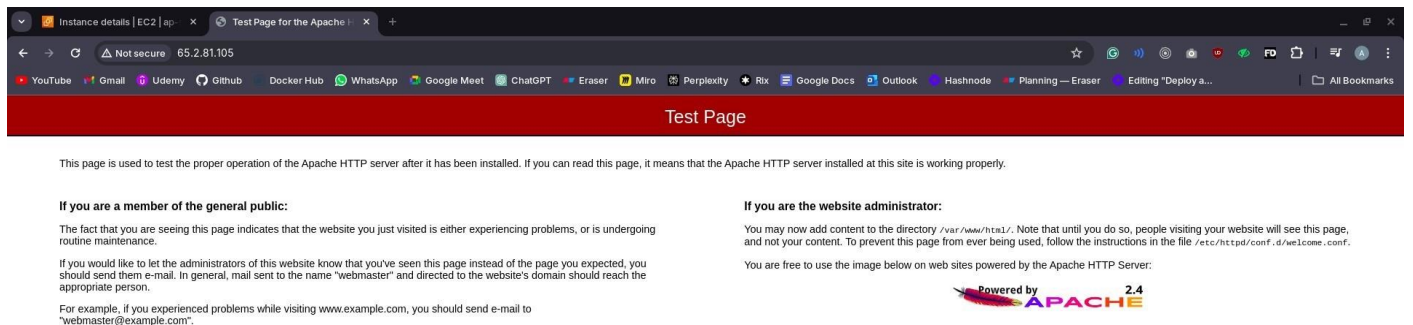 Instance details | EC2 | ap-
Test Page for the Apache H
Not secure 65.2.81.105
YouTube Gmail Udemy Github Docker Hub WhatsApp Google Meet ChatGPT Eraser Miro Perplexity Rix Google Docs Outlook Hashnode Planning — Eraser Editing "Deploy a... All Bookmarks
Test Page
This page is used to test the proper operation of the Apache HTTP server after it has been installed. If you can read this page, it means that the Apache HTTP server installed at this site is working properly.
If you are a member of the general public:
The fact that you are seeing this page indicates that the website you just visited is either experiencing problems, or is undergoing
routine maintenance.
If you would like to let the administrators of this website know that you've seen this page instead of the page you expected, you
should send them e-mail. In general, mail sent to the name "webmaster" and directed to the website's domain should reach the
appropriate person.
For example, if you experienced problems while visiting www.example.com, you should send e-mail to
"webmaster@example.com".
If you are the website administrator:
You may now add content to the directory /var/www/html/. Note that until you do so, people visiting your website will see this page,
and not your content. To prevent this page from ever being used, follow the instructions in the file /etc/httpd/conf.d/welcome.conf.
You are free to use the image below on web sites powered by the Apache HTTP Server:
Powered by 2.4
APACHE